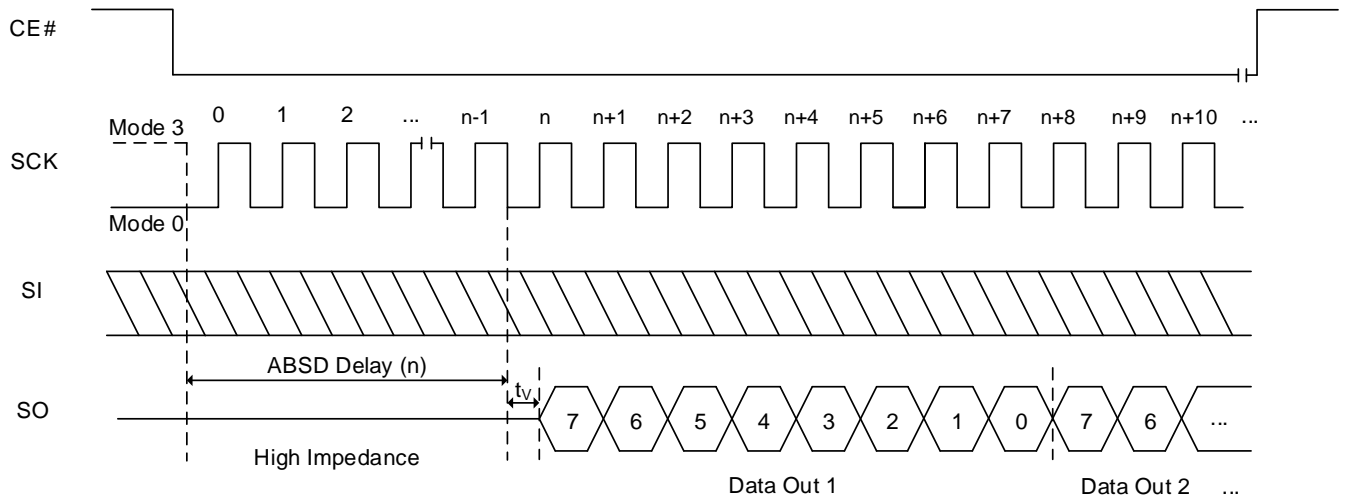 CE#
0 1 2 ... n-1 n n+1 n+2 n+3 n+4 n+5 n+6 n+7 n+8 n+9 n+10 ...
Mode 3
SCK
Mode 0
SI
ABSD Delay (n)
tV
SO
7 6 5 4 3 2 1 0 7 6 ...
High Impedance
Data Out 1 Data Out 2 ...